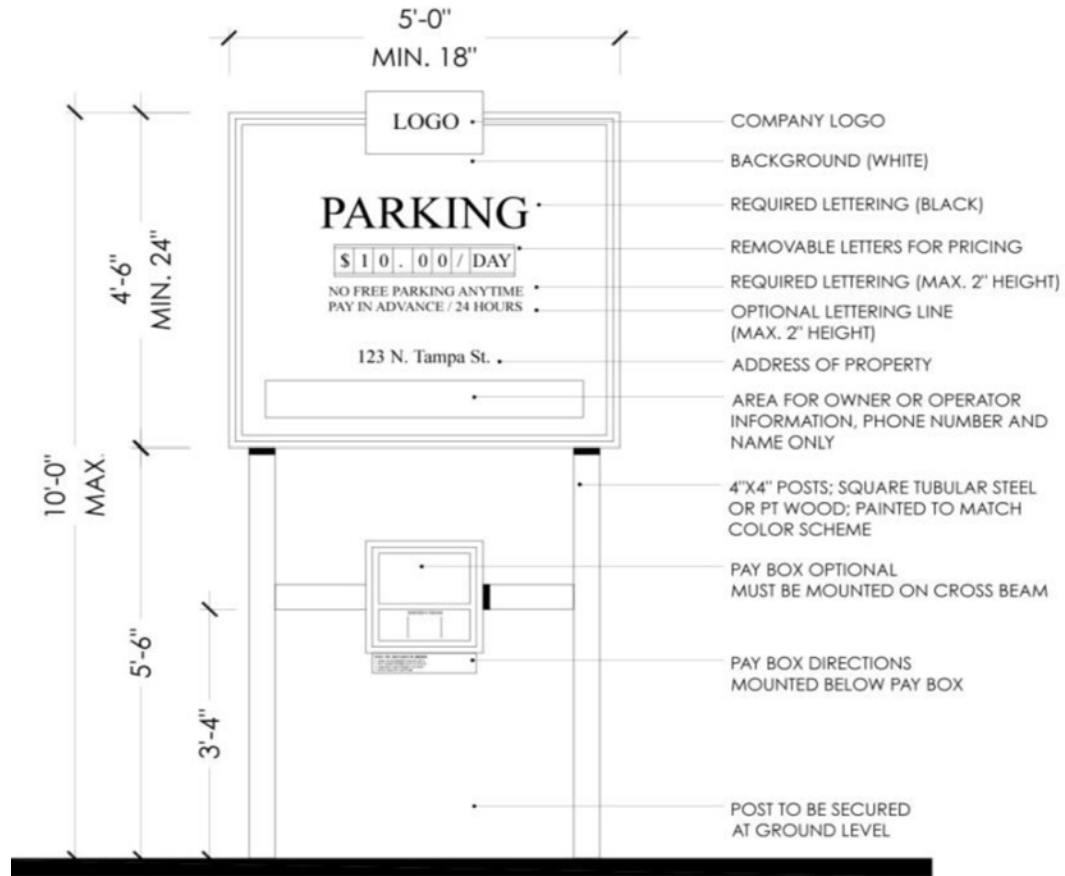 5'-0"
MIN. 18"
LOGO
PARKING
$10.00/DAY
NO FREE PARKING ANYTIME
PAY IN ADVANCE / 24 HOURS
123 N. Tampa St.
4'-6"
MIN. 24"
10'-0"
MAX.
5'-6"
3'-4"
COMPANY LOGO
BACKGROUND (WHITE)
REQUIRED LETTERING (BLACK)
REMOVABLE LETTERS FOR PRICING
REQUIRED LETTERING (MAX. 2" HEIGHT)
OPTIONAL LETTERING LINE
(MAX. 2" HEIGHT)
ADDRESS OF PROPERTY
AREA FOR OWNER OR OPERATOR
INFORMATION, PHONE NUMBER AND
NAME ONLY
4"X4" POSTS; SQUARE TUBULAR STEEL
OR PT WOOD; PAINTED TO MATCH
COLOR SCHEME
PAY BOX OPTIONAL
MUST BE MOUNTED ON CROSS BEAM
PAY BOX DIRECTIONS
MOUNTED BELOW PAY BOX
POST TO BE SECURED
AT GROUND LEVEL